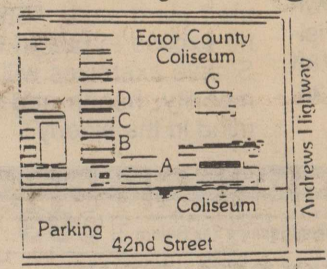 Ector County
Coliseum
G
D
C
B
A
Coliseum
Parking
42nd Street
Andrews Highway